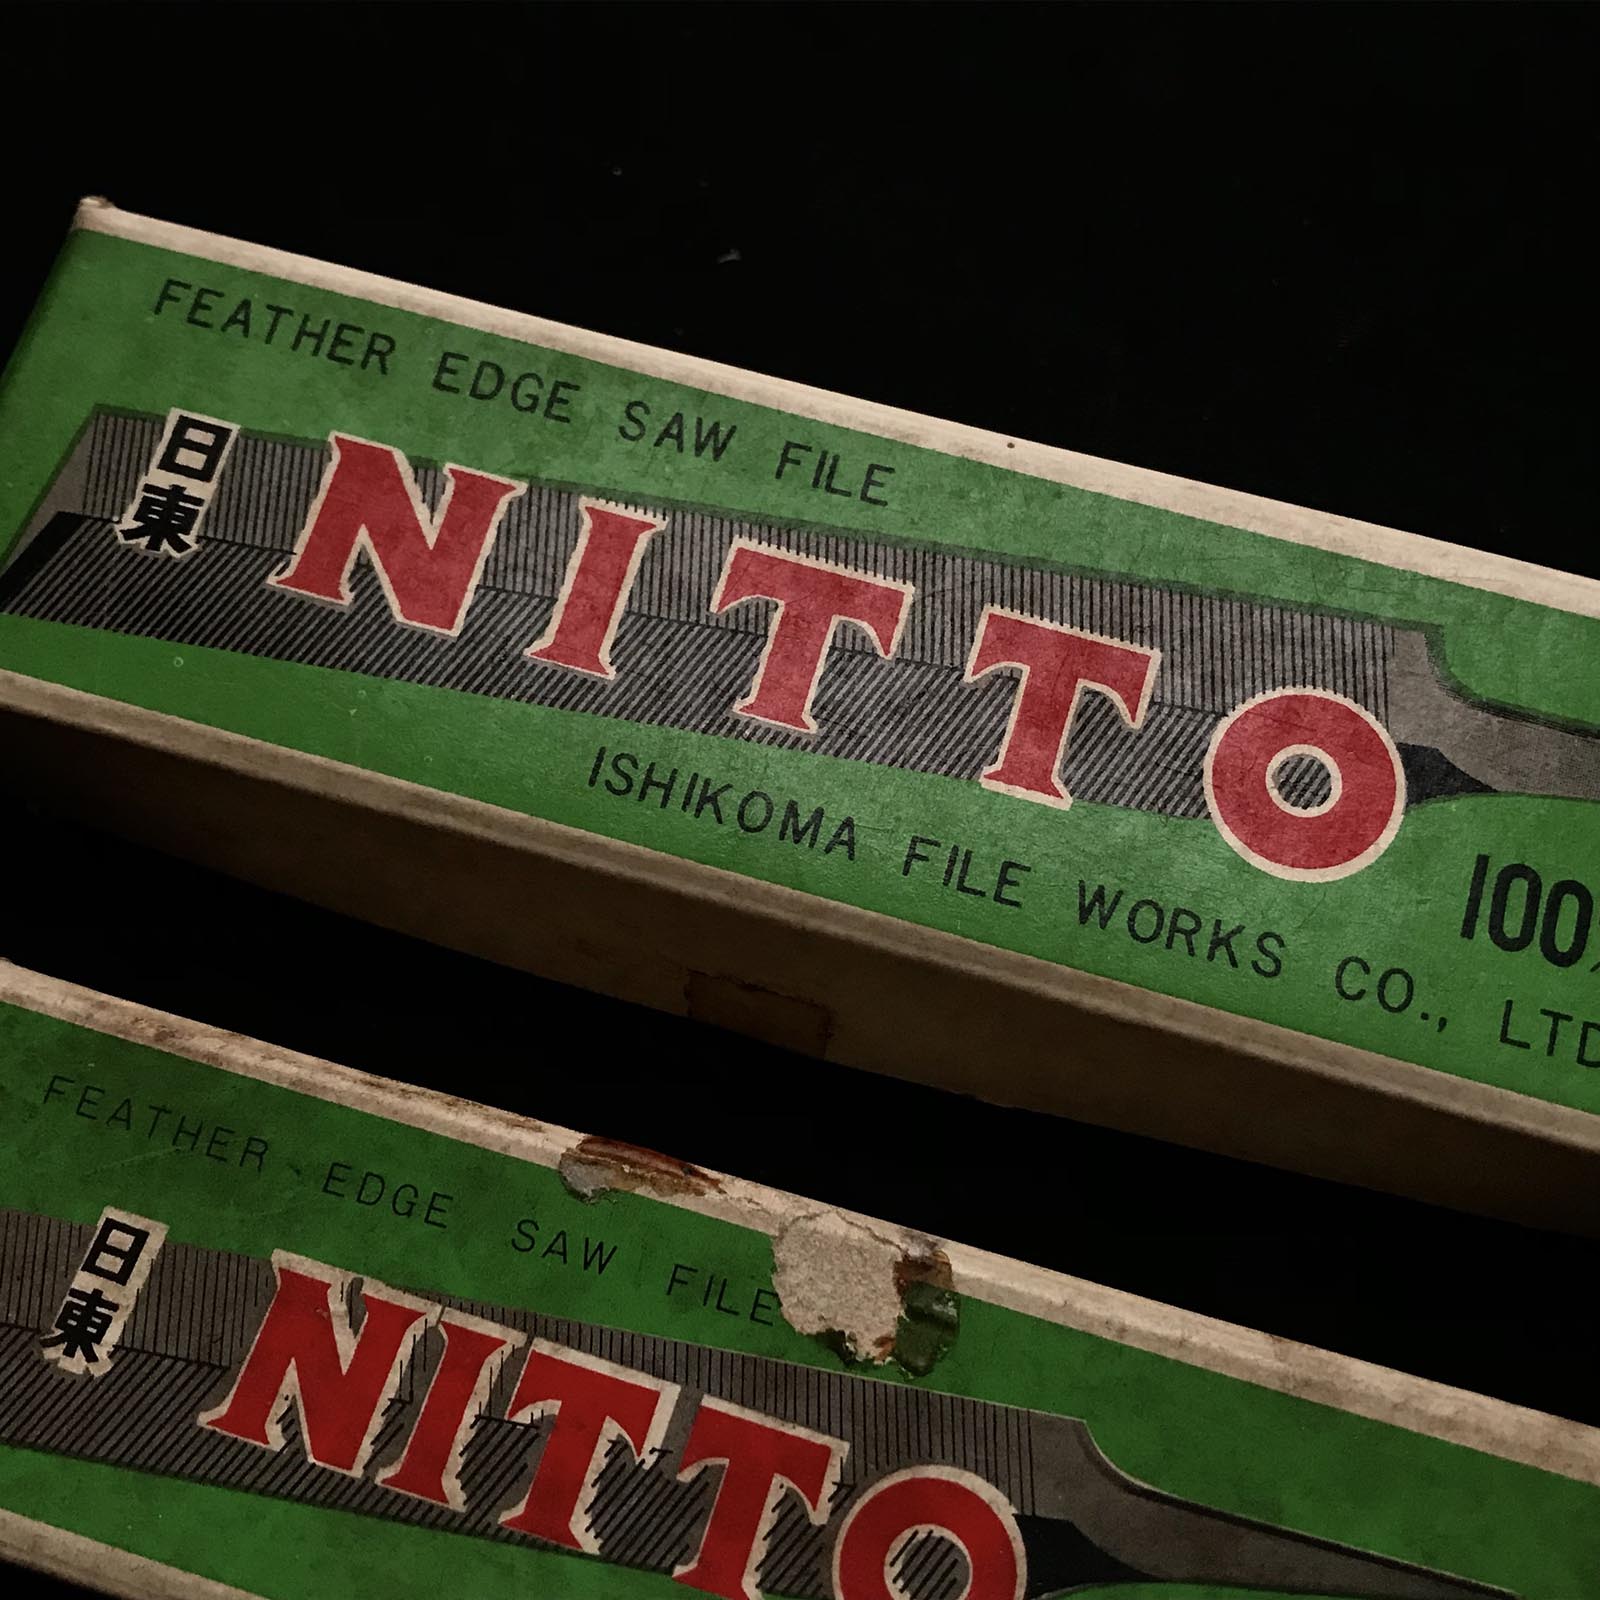 FEATHER EDGE SAW FILE
日東
NITTO
ISHIKOMA FILE WORKS CO., LTD
100
FEATHER EDGE SAW FILE
日東
NITTO